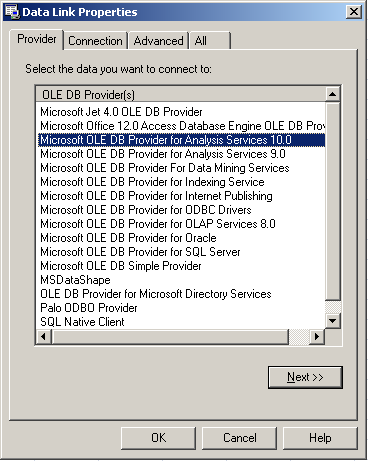 Data Link Properties
Provider Connection Advanced All
Select the data you want to connect to:
OLE DB Provider(s)
Microsoft Jet 4.0 OLE DB Provider
Microsoft Office 12.0 Access Database Engine OLE DB Prov
Microsoft OLE DB Provider for Analysis Services 10.0
Microsoft OLE DB Provider for Analysis Services 9.0
Microsoft OLE DB Provider For Data Mining Services
Microsoft OLE DB Provider for Indexing Service
Microsoft OLE DB Provider for Internet Publishing
Microsoft OLE DB Provider for ODBC Drivers
Microsoft OLE DB Provider for OLAP Services 8.0
Microsoft OLE DB Provider for Oracle
Microsoft OLE DB Provider for SQL Server
Microsoft OLE DB Simple Provider
MSDataShape
OLE DB Provider for Microsoft Directory Services
Palo ODBO Provider
SQL Native Client
Next >>
OK Cancel Help